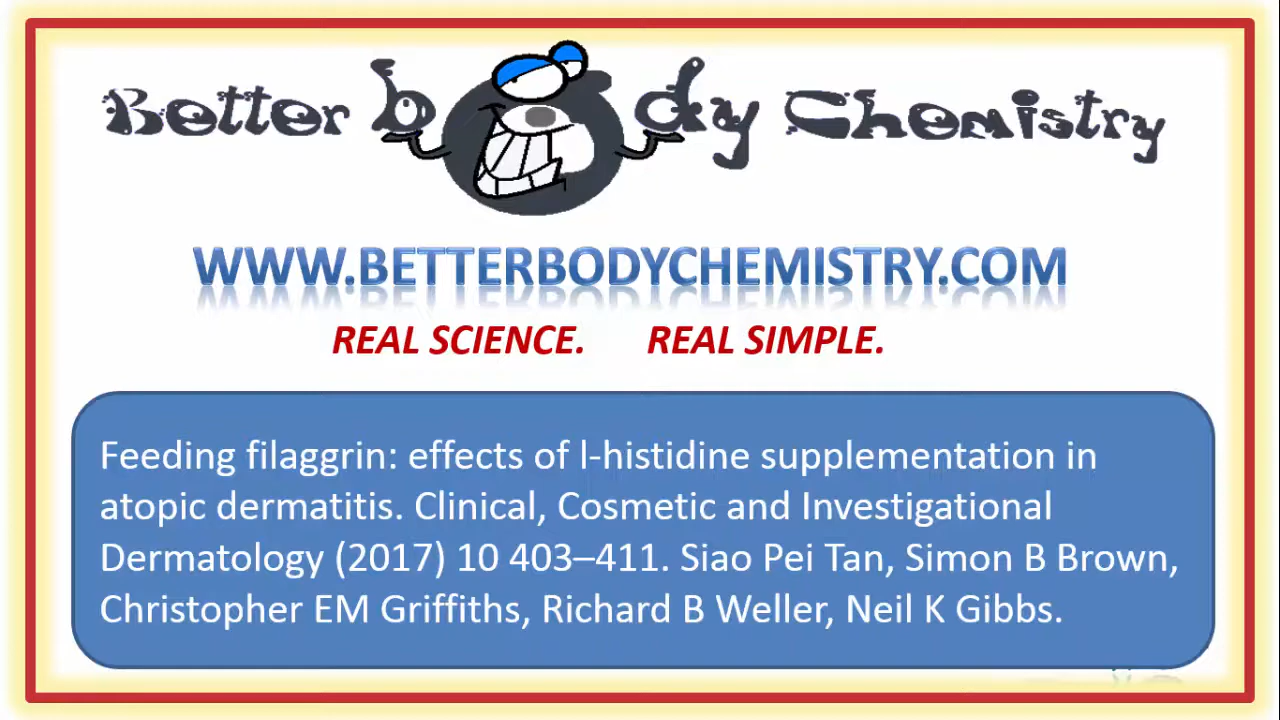 Better body Chemistry
WWW.BETTERBODYCHEMISTRY.COM
REAL SCIENCE. REAL SIMPLE.
Feeding filaggrin: effects of l-histidine supplementation in
atopic dermatitis. Clinical, Cosmetic and Investigational
Dermatology (2017) 10 403–411. Siao Pei Tan, Simon B Brown,
Christopher EM Griffiths, Richard B Weller, Neil K Gibbs.